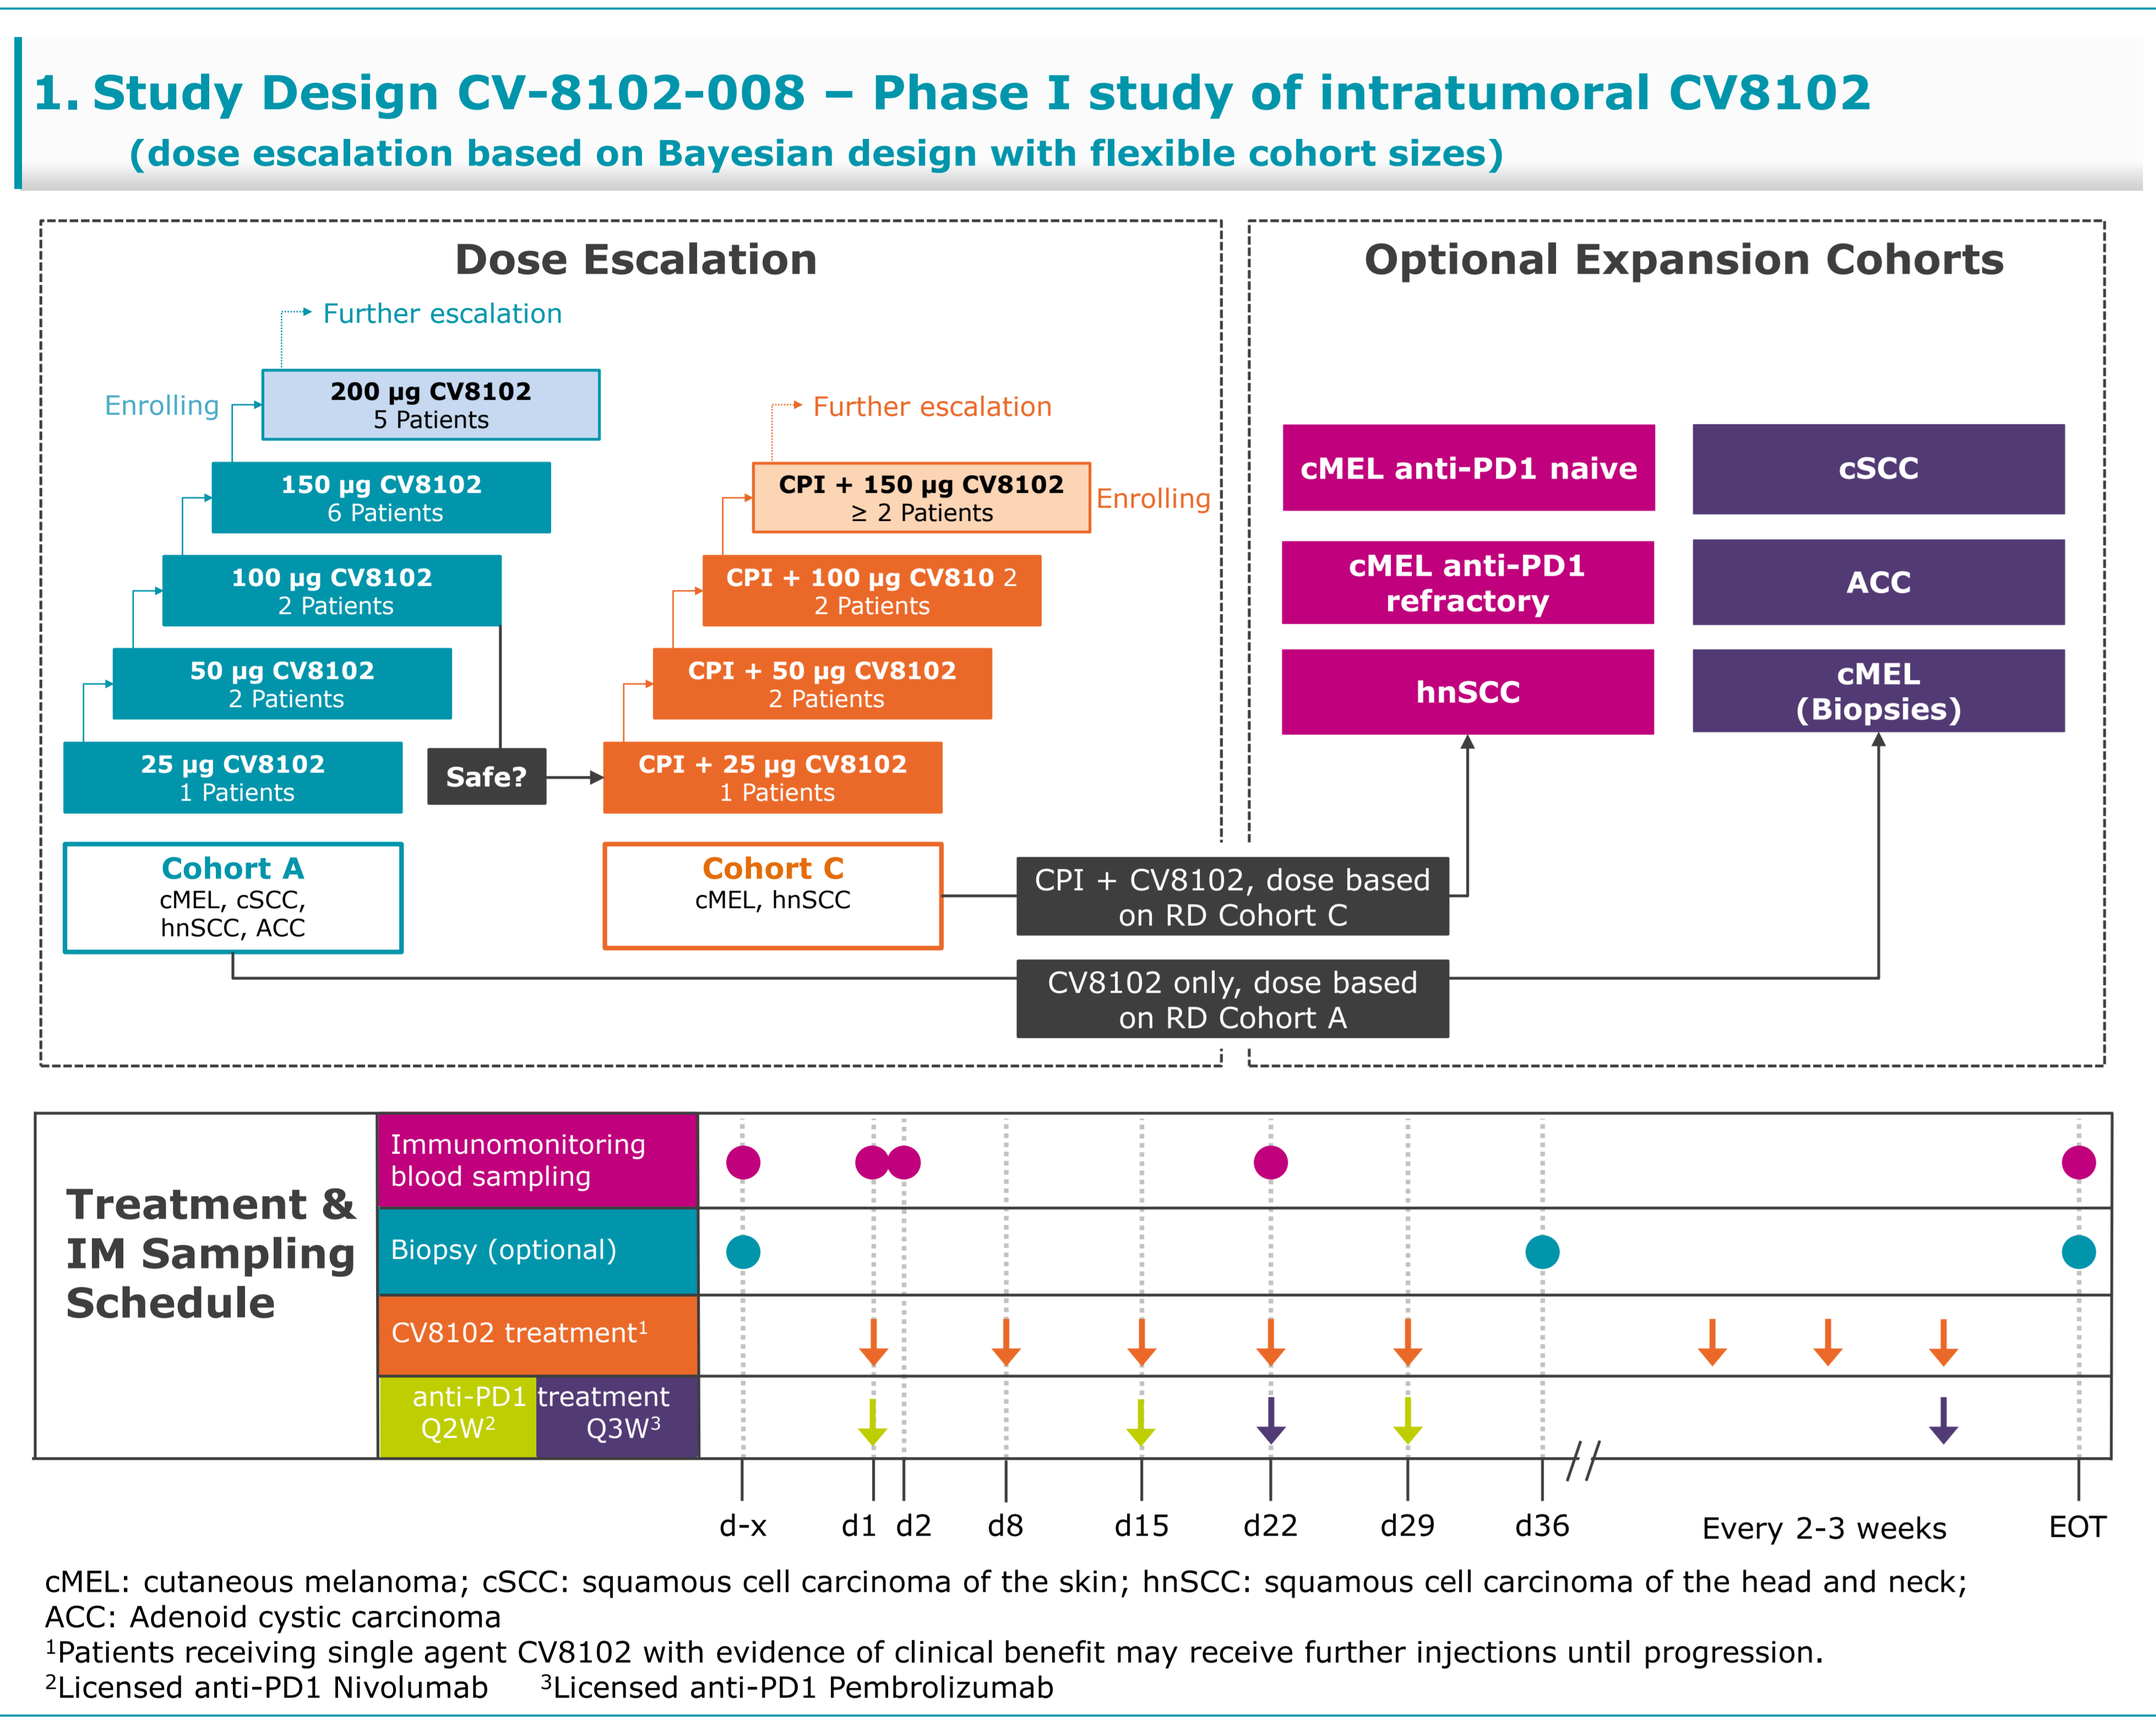 1. Study Design CV-8102-008 – Phase I study of intratumoral CV8102
(dose escalation based on Bayesian design with flexible cohort sizes)
Dose Escalation
Further escalation
Enrolling
200 µg CV8102
5 Patients
150 µg CV8102
6 Patients
100 µg CV8102
2 Patients
50 µg CV8102
2 Patients
25 µg CV8102
1 Patients
Safe?
Further escalation
CPI + 150 µg CV8102
≥ 2 Patients
Enrolling
CPI + 100 µg CV810 2
2 Patients
CPI + 50 µg CV8102
2 Patients
CPI + 25 µg CV8102
1 Patients
Cohort A
cMEL, cSCC,
hnSCC, ACC
Cohort C
cMEL, hnSCC
CPI + CV8102, dose based
on RD Cohort C
CV8102 only, dose based
on RD Cohort A
Optional Expansion Cohorts
cMEL anti-PD1 naive
cSCC
cMEL anti-PD1
refractory
ACC
hnSCC
cMEL
(Biopsies)
Treatment &
IM Sampling
Schedule
Immunomonitoring
blood sampling
Biopsy (optional)
CV8102 treatment¹
anti-PD1 treatment
Q2W² Q3W³
d-x d1 d2 d8 d15 d22 d29 d36 Every 2-3 weeks EOT
cMEL: cutaneous melanoma; cSCC: squamous cell carcinoma of the skin; hnSCC: squamous cell carcinoma of the head and neck;
ACC: Adenoid cystic carcinoma
¹Patients receiving single agent CV8102 with evidence of clinical benefit may receive further injections until progression.
²Licensed anti-PD1 Nivolumab ³Licensed anti-PD1 Pembrolizumab